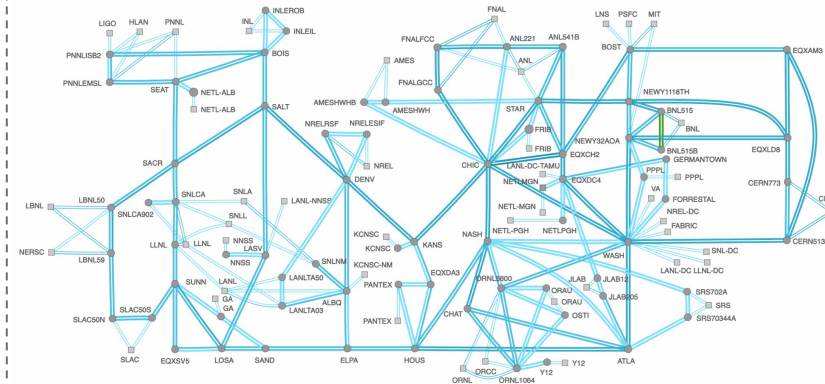 FNAL
LNS PSFC MIT
LIGO HLAN PNNL
INLEROB
INL
INLEIL
FNALFCC ANL221 ANL541B
BOST
EQXAM3
PNNLISB2
BOIS
AMES
ANL
PNNLEMSL
SEAT
FNALGCC
NETL-ALB
AMESHWHB
AMESHWH
STAR
NEWY1118TH
NETL-ALB
SALT
BNL515
BNL
NRELRSF NRELESIF
FRIB
NEWY32AOA
EQXLD8
FRIB
EQXCH2
BNL515B
SACR
NREL
CHIC
LANL-DC-TAMU
GERMANTOWN
DENV
NETLMGN
EQXDC4
PPPL
PPPL
CERN773
LBNL
LBNL50
SNLCA
SNLA
LANL-NNSS
VA
FORRESTAL
SNLCA902
NETL-MGN
NREL-DC
SNLL
NETL-PGH
NETLPGH
FABRIC
KCNSC
NASH
LLNL
LLNL
NNSS
LASV
KCNSC
KANS
WASH
CERN513
NERSC
LBNL59
NNSS
SNLNM
KCNSC-NM
SNL-DC
LANL-DC LLNL-DC
SUNN
LANL
LANLTA50
EQXDA3
ORNL5600
JLAB
JLAB12
GA
PANTEX
ORAU
JLAB205
SRS702A
SLAC50S
GA
LANLTA03
ALBQ
CHAT
ORAU
SRS
SLAC50N
PANTEX
OSTI
SRS70344A
SLAC
EQXSV5
LOSA
SAND
ELPA
HOUS
ORCC
Y12
Y12
ATLA
ORNL
ORNL1064